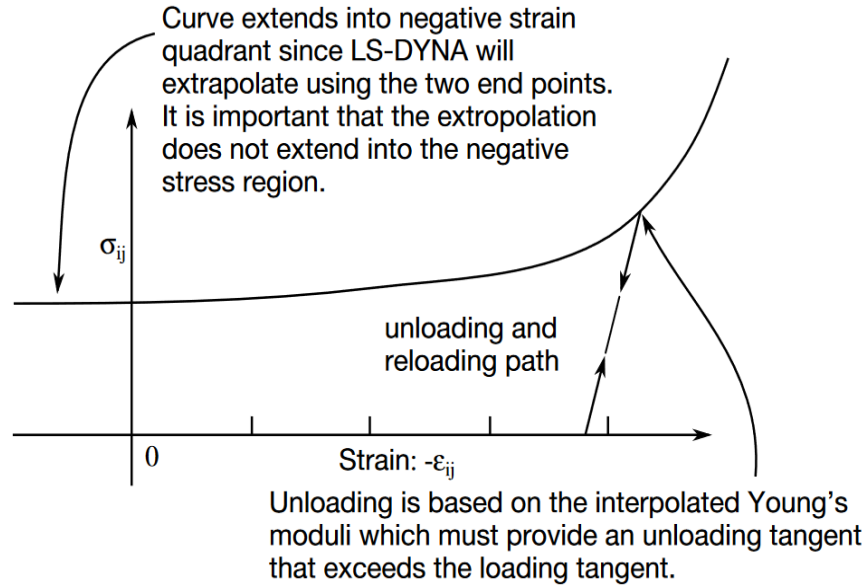 Curve extends into negative strain
quadrant since LS-DYNA will
extrapolate using the two end points.
It is important that the extropolation
does not extend into the negative
stress region.
σij
unloading and
reloading path
0
Strain: -εij
Unloading is based on the interpolated Young's
moduli which must provide an unloading tangent
that exceeds the loading tangent.